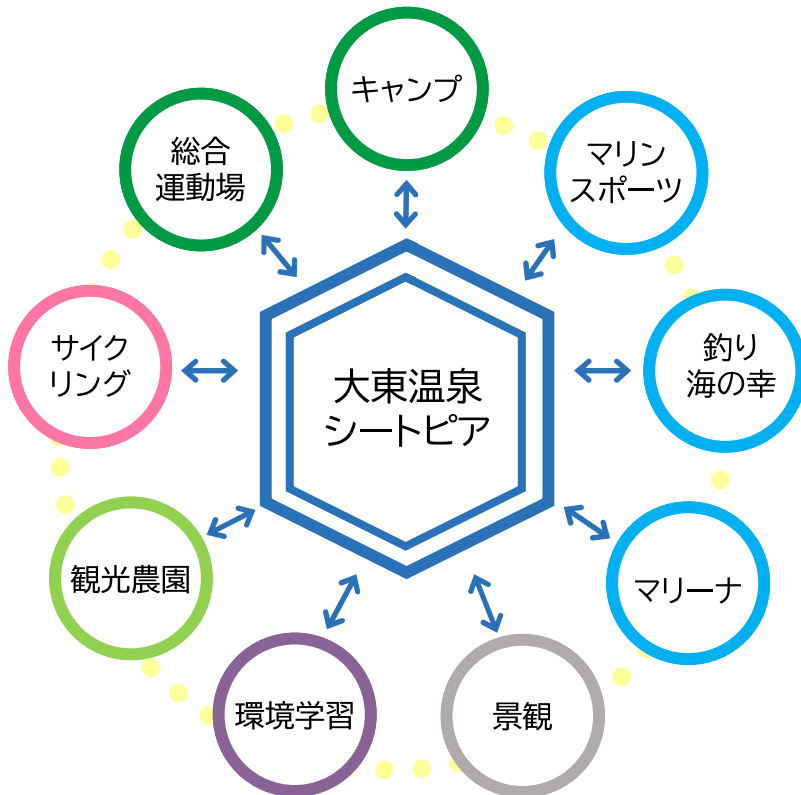 キャンプ
マリン
スポーツ
釣り
海の幸
マリーナ
景観
環境学習
観光農園
サイク
リング
総合
運動場
大東温泉
シートピア